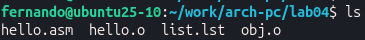 fernando@ubuntu25-10:~/work/arch-pc/lab04$ ls
hello.asm  hello.o  list.lst  obj.o